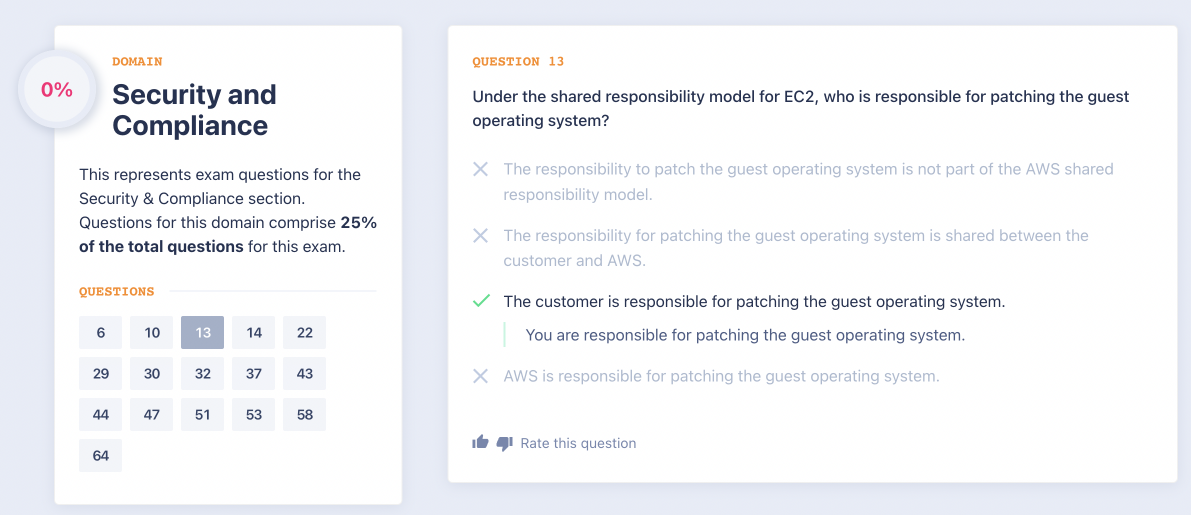 0%
DOMAIN
Security and
Compliance
This represents exam questions for the
Security & Compliance section.
Questions for this domain comprise 25%
of the total questions for this exam.
QUESTIONS
6 10 13 14 22
29 30 32 37 43
44 47 51 53 58
64
QUESTION 13
Under the shared responsibility model for EC2, who is responsible for patching the guest
operating system?
The responsibility to patch the guest operating system is not part of the AWS shared
responsibility model.
The responsibility for patching the guest operating system is shared between the
customer and AWS.
The customer is responsible for patching the guest operating system.
You are responsible for patching the guest operating system.
AWS is responsible for patching the guest operating system.
Rate this question